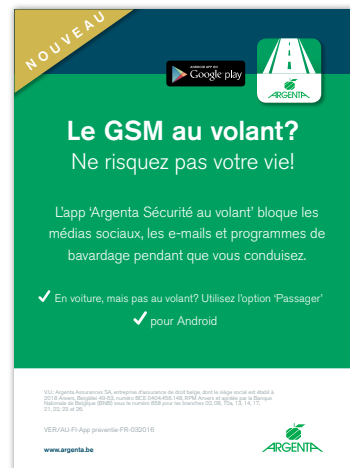 NOUVEAU
ANDROID APP ON
Google play
ARGENTA
Le GSM au volant?
Ne risquez pas votre vie!
L'app 'Argenta Sécurité au volant' bloque les
médias sociaux, les e-mails et programmes de
bavardage pendant que vous conduisez.
En voiture, mais pas au volant? Utilisez l'option 'Passager'
pour Android
V.U.: Argenta Assurances SA, entreprise d'assurance de droit belge, dont le siège social est établi à
2018 Anvers, Belgiëlei 49-53, numéro BCE 0404.456.148, RPM Anvers et agréée par la Banque
Nationale de Belgique (BNB) sous le numéro 858 pour les branches 02, 08, 10a, 13, 14, 17,
21, 22, 23 et 26.
VER/AU-FI-App preventie-FR-032016
www.argenta.be
ARGENTA